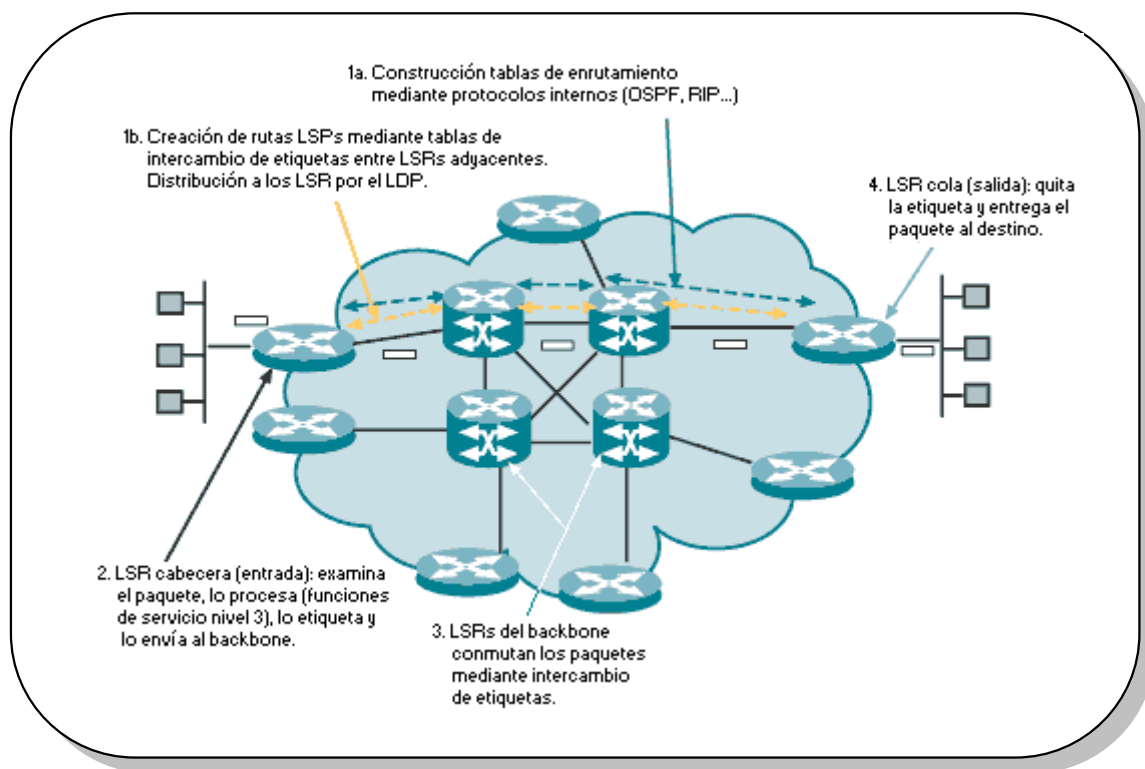 1a. Construcción tablas de enrutamiento
mediante protocolos internos (OSPF, RIP...)
1b. Creación de rutas LSPs mediante tablas de
intercambio de etiquetas entre LSRs adyacentes.
Distribución a los LSR por el LDP.
4. LSR cola (salida): quita
la etiqueta y entrega el
paquete al destino.
2. LSR cabecera (entrada): examina
el paquete, lo procesa (funciones
de servicio nivel 3), lo etiqueta y
lo envía al backbone.
3. LSRs del backbone
conmutan los paquetes
mediante intercambio
de etiquetas.